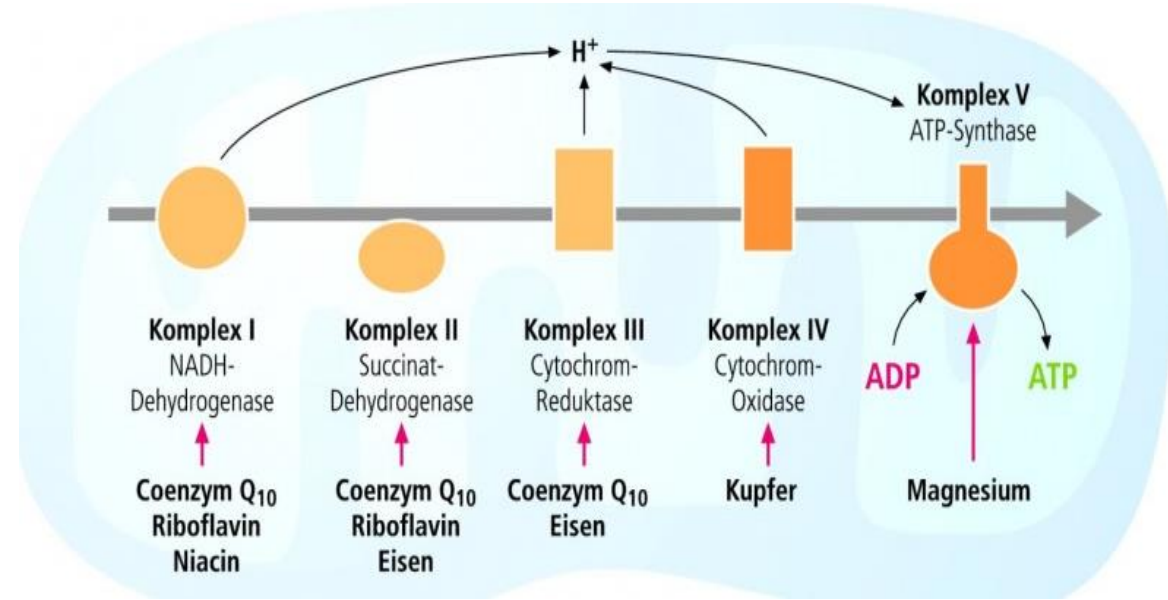 H+
Komplex V
ATP-Synthase
Komplex I
NADH-
Dehydrogenase
Komplex II
Succinat-
Dehydrogenase
Komplex III
Cytochrom-
Reduktase
Komplex IV
Cytochrom-
Oxidase
ADP
ATP
Coenzym Q10
Riboflavin
Niacin
Coenzym Q10
Riboflavin
Eisen
Coenzym Q10
Eisen
Kupfer
Magnesium